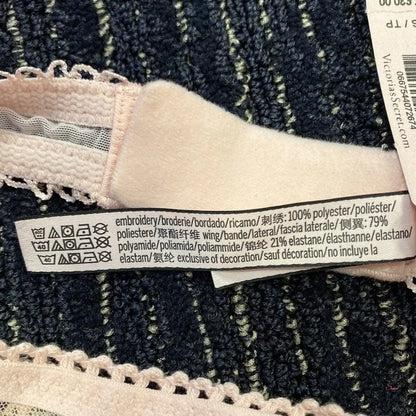 S / TP
VictoriasSecret.com
0667544072674
embroidery/broderie/bordado/ricamo/刺绣: 100% polyester/poliéster/
poliestere/聚酯纤维 wing/bande/lateral/fascia laterale/侧翼: 79%
polyamide/poliamida/poliammide/锦纶 21% elastane/élasthanne/elastano/
elastam/氨纶 exclusive of decoration/sauf décoration/no incluye la